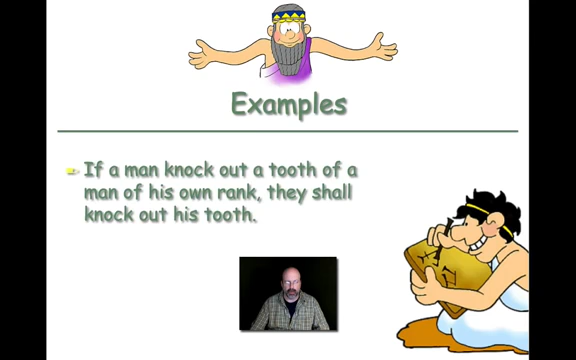 Examples
If a man knock out a tooth of a
man of his own rank, they shall
knock out his tooth.